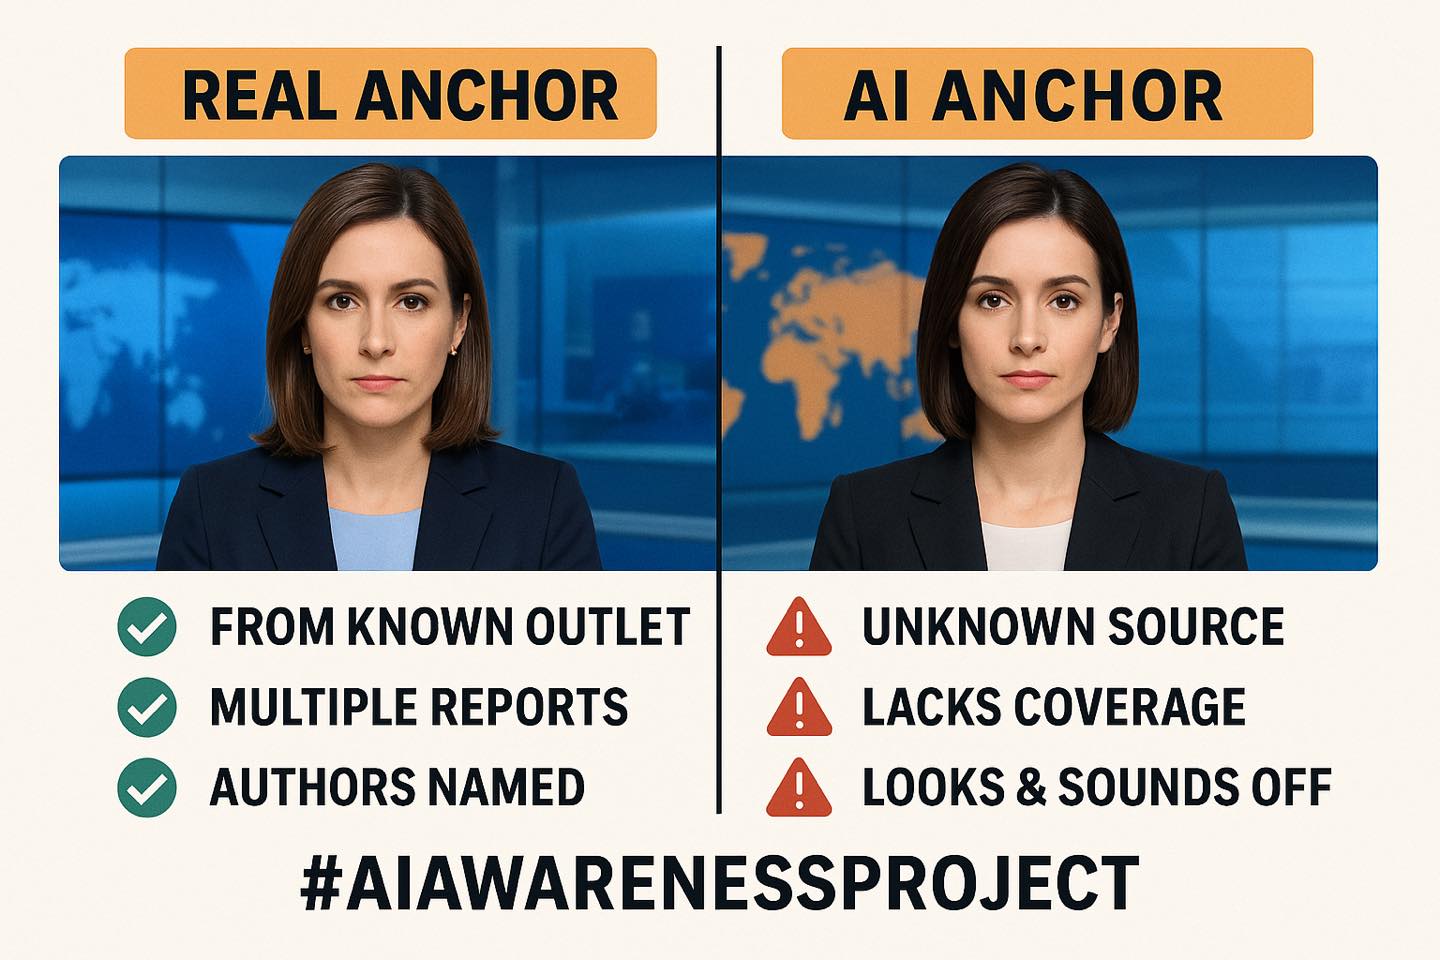 REAL ANCHOR
AI ANCHOR
FROM KNOWN OUTLET
MULTIPLE REPORTS
AUTHORS NAMED
UNKNOWN SOURCE
LACKS COVERAGE
LOOKS & SOUNDS OFF
#AIAWARENESSPROJECT